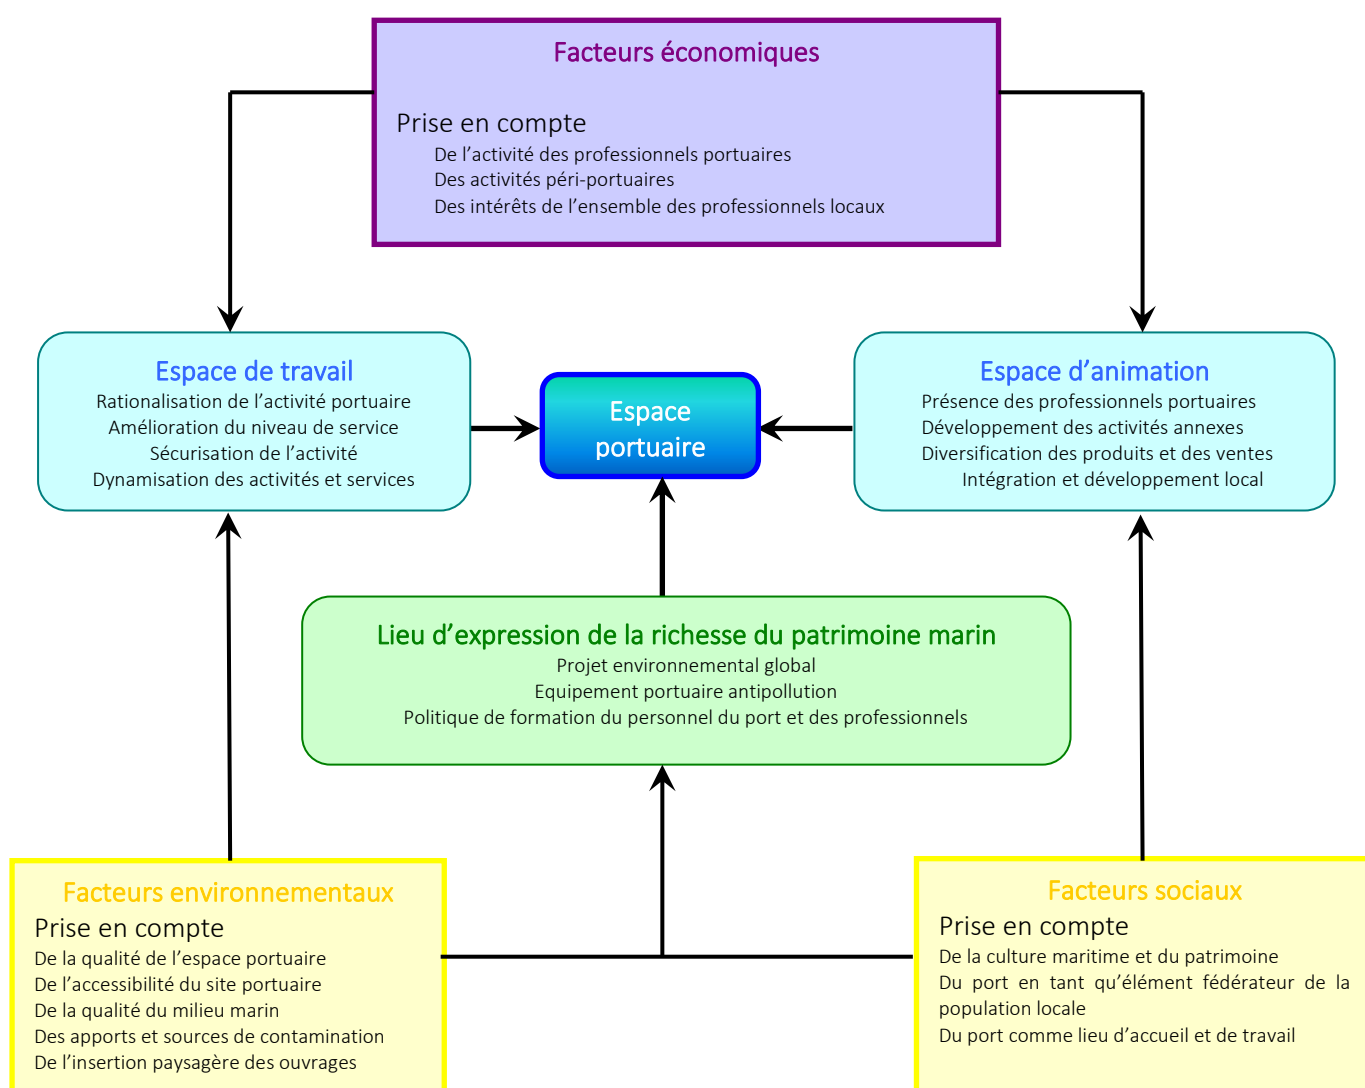 Facteurs économiques
Prise en compte
De l’activité des professionnels portuaires
Des activités péri-portuaires
Des intérêts de l’ensemble des professionnels locaux
Espace de travail
Rationalisation de l’activité portuaire
Amélioration du niveau de service
Sécurisation de l’activité
Dynamisation des activités et services
Espace
portuaire
Espace d’animation
Présence des professionnels portuaires
Développement des activités annexes
Diversification des produits et des ventes
Intégration et développement local
Lieu d’expression de la richesse du patrimoine marin
Projet environnemental global
Equipement portuaire antipollution
Politique de formation du personnel du port et des professionnels
Facteurs environnementaux
Prise en compte
De la qualité de l’espace portuaire
De l’accessibilité du site portuaire
De la qualité du milieu marin
Des apports et sources de contamination
De l’insertion paysagère des ouvrages
Facteurs sociaux
Prise en compte
De la culture maritime et du patrimoine
Du port en tant qu’élément fédérateur de la
population locale
Du port comme lieu d’accueil et de travail